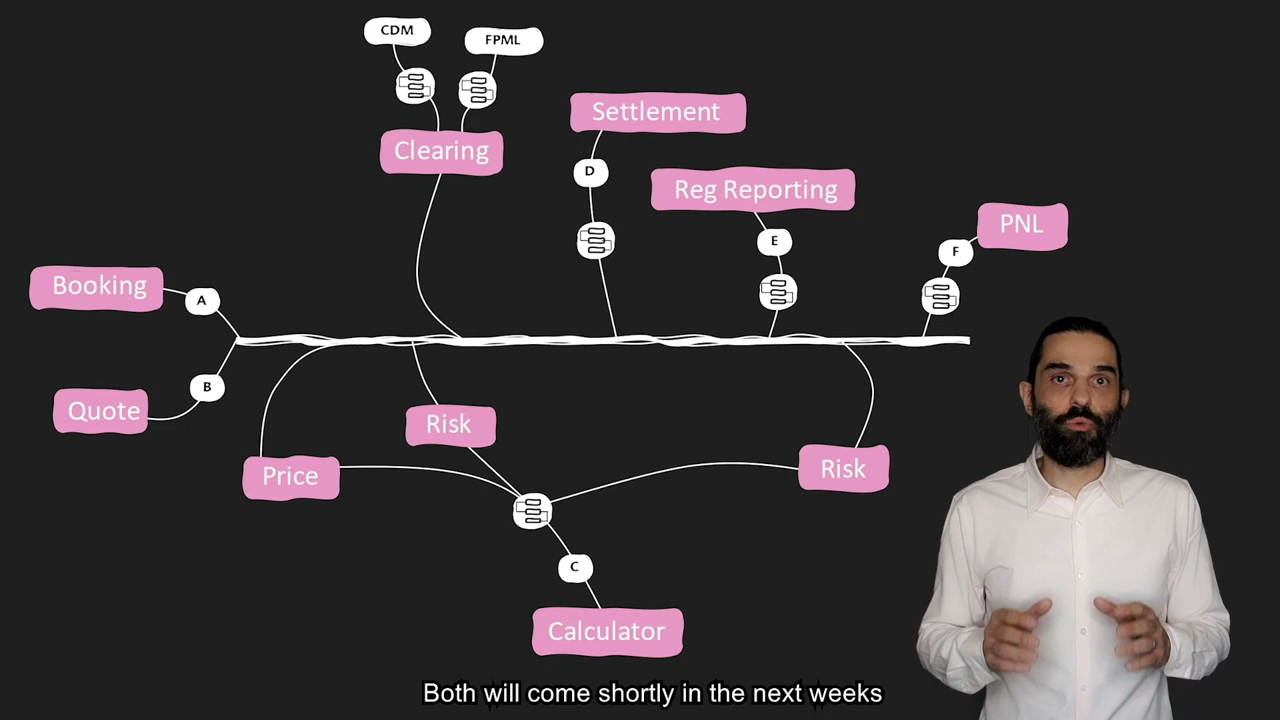 CDM
FPML
Settlement
Clearing
D
Reg Reporting
PNL
E
F
Booking
A
B
Quote
Risk
Price
Risk
C
Calculator
Both will come shortly in the next weeks